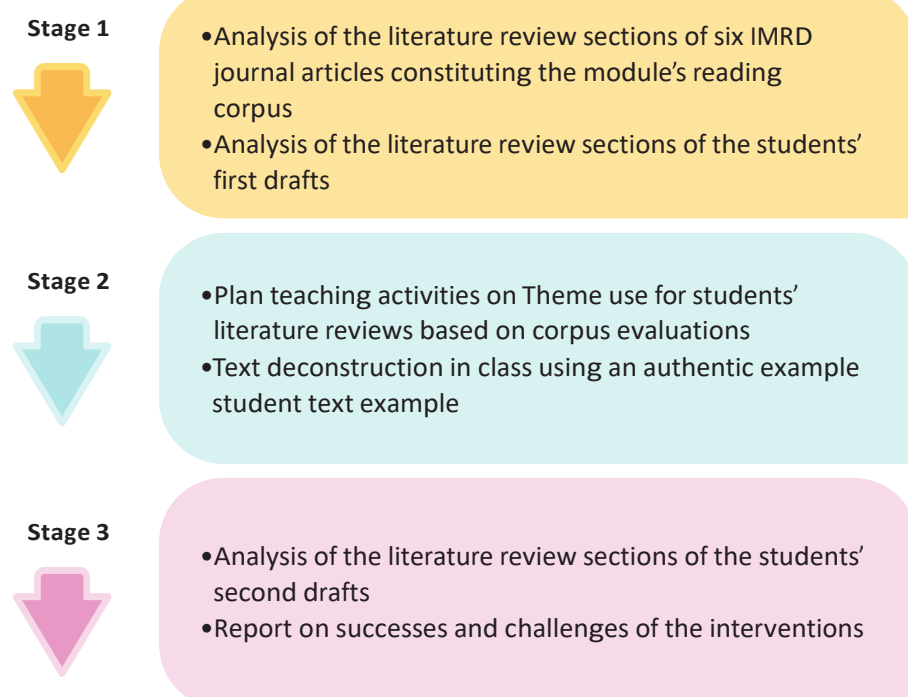 Stage 1
•Analysis of the literature review sections of six IMRD
journal articles constituting the module’s reading
corpus
•Analysis of the literature review sections of the students’
first drafts
Stage 2
•Plan teaching activities on Theme use for students’
literature reviews based on corpus evaluations
•Text deconstruction in class using an authentic example
student text example
Stage 3
•Analysis of the literature review sections of the students’
second drafts
•Report on successes and challenges of the interventions